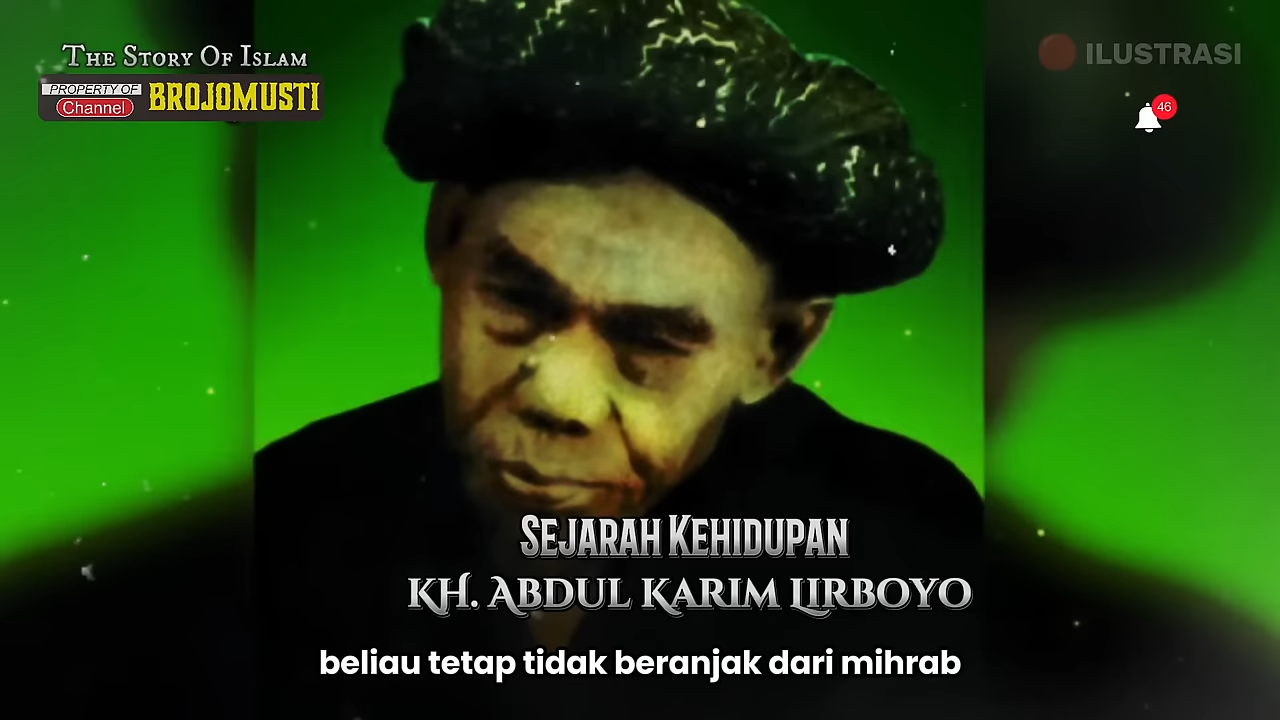 The Story Of Islam
PROPERTY OF
Channel
BROJOMUSTI
ILUSTRASI
46
Sejarah Kehidupan
KH. Abdul Karim Lirboyo
beliau tetap tidak beranjak dari mihrab